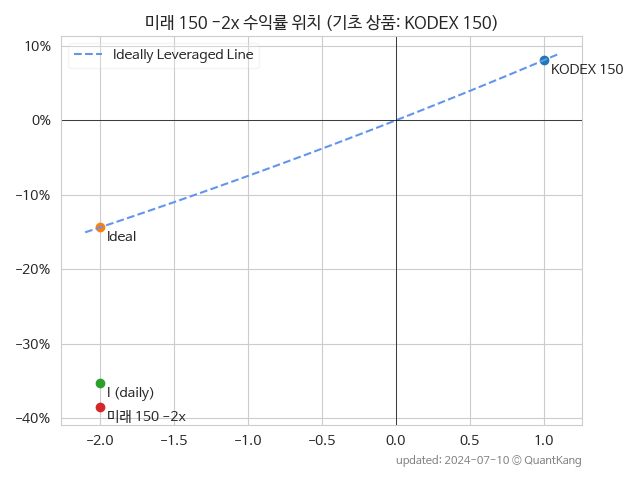 미래 150 -2x 수익률 위치 (기초 상품: KODEX 150)
10%
Ideally Leveraged Line
KODEX 150
0%
-10%
Ideal
-20%
-30%
I (daily)
미래 150 -2x
-40%
-2.0 -1.5 -1.0 -0.5 0.0 0.5 1.0
updated: 2024-07-10 © QuantKang